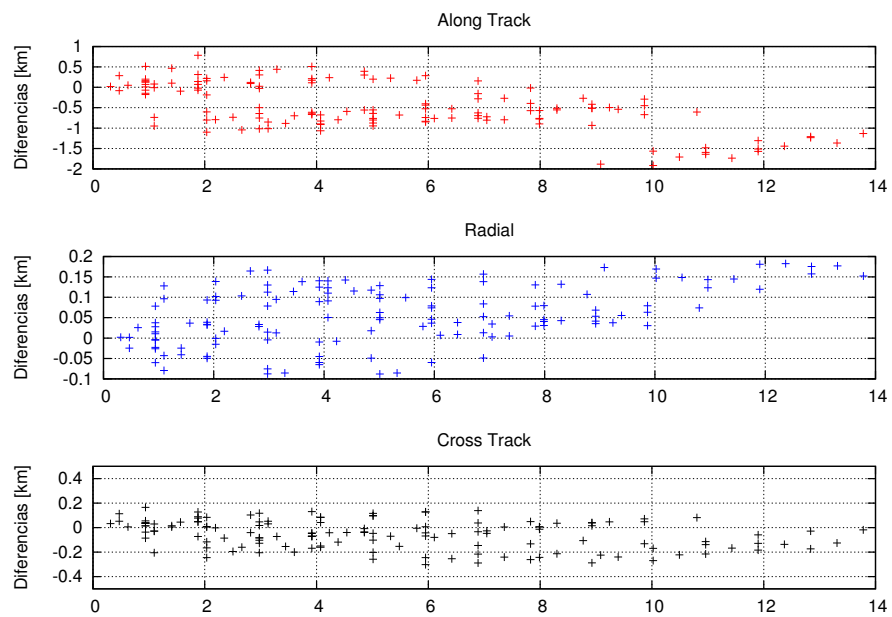 Along Track
Diferencias [km]
1
0.5
0
-0.5
-1
-1.5
-2
0 2 4 6 8 10 12 14
Radial
Diferencias [km]
0.2
0.15
0.1
0.05
0
-0.05
-0.1
0 2 4 6 8 10 12 14
Cross Track
Diferencias [km]
0.4
0.2
0
-0.2
-0.4
0 2 4 6 8 10 12 14